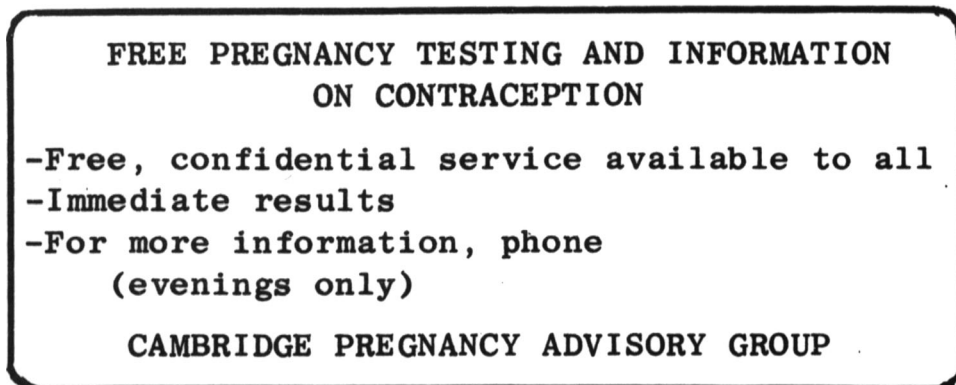 FREE PREGNANCY TESTING AND INFORMATION
ON CONTRACEPTION
-Free, confidential service available to all
-Immediate results
-For more information, phone
(evenings only)
CAMBRIDGE PREGNANCY ADVISORY GROUP